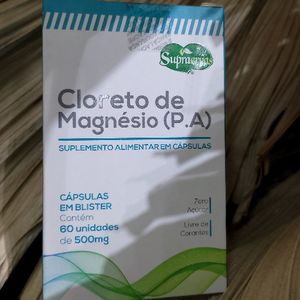 Supraervas
Cloreto de
Magnésio (P.A)
SUPLEMENTO ALIMENTAR EM CÁPSULAS
CÁPSULAS
EM BLISTER
Contém
60 unidades
de 500mg
Zero
Açúcar
Livre de
Corantes